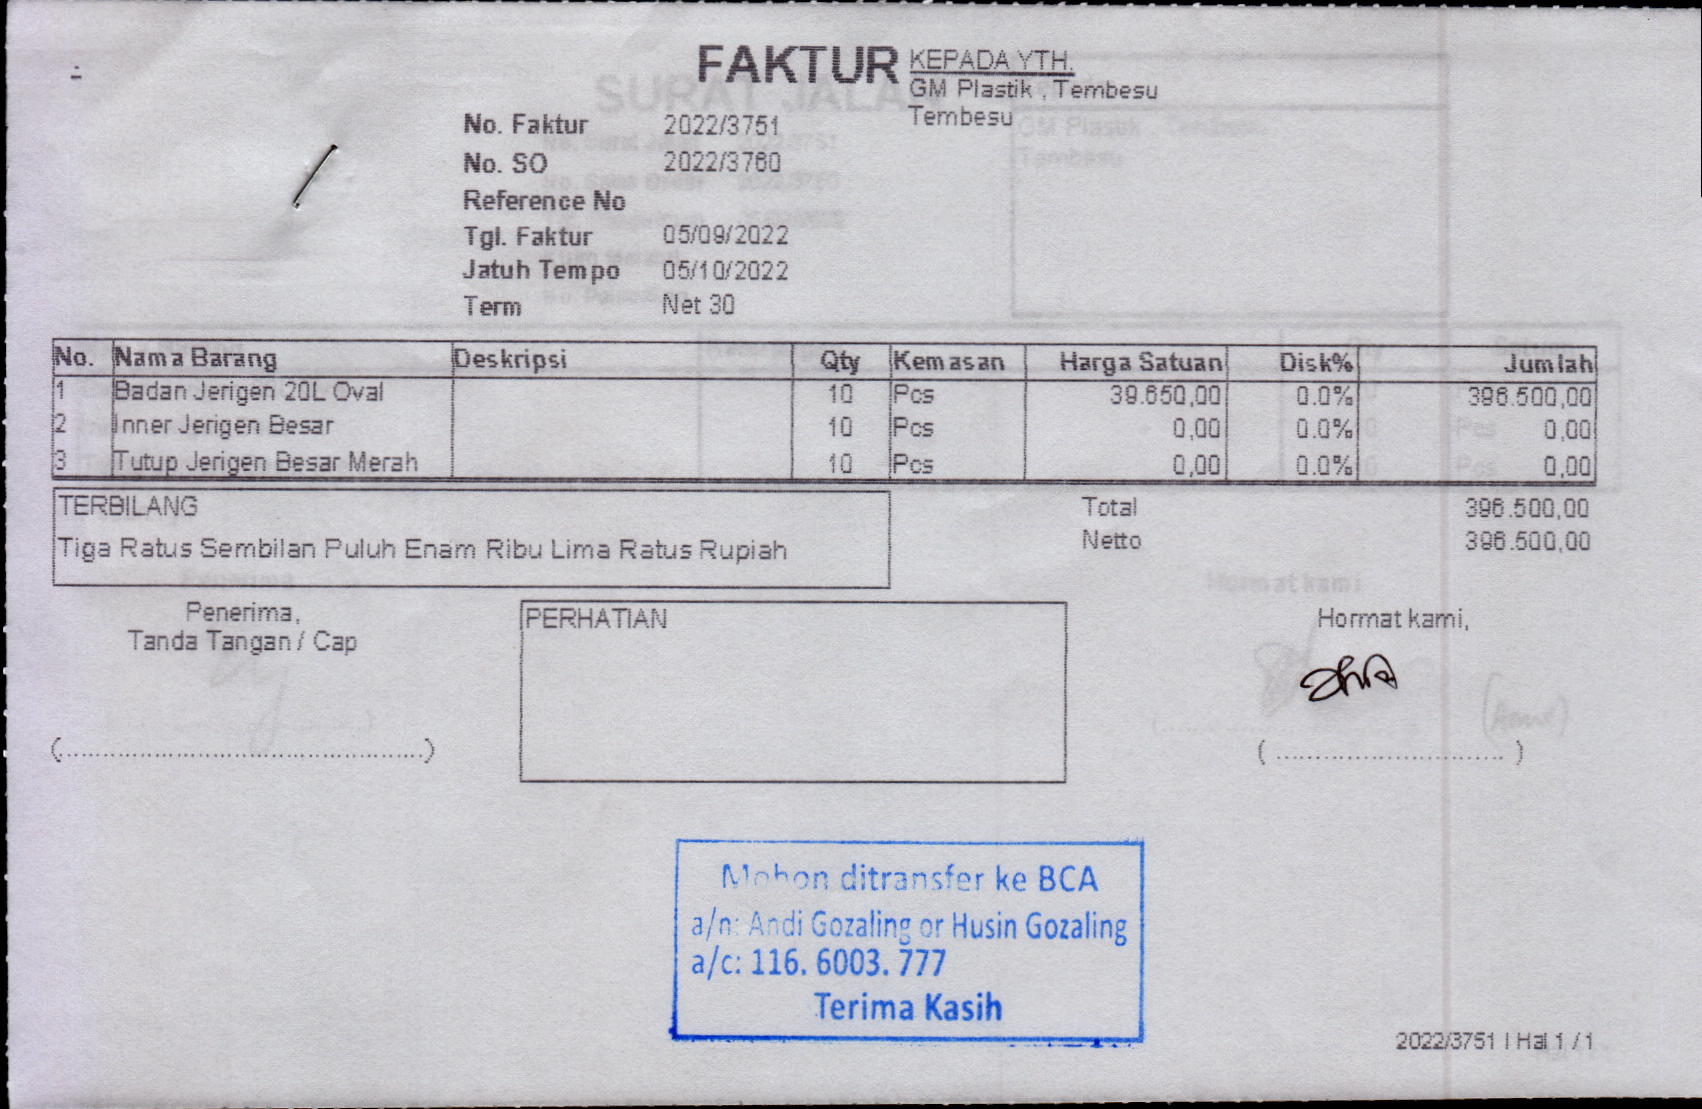 FAKTUR
KEPADA YTH.
GM Plastik , Tembesu
Tembesu
No. Faktur 2022/3751
No. SO 2022/3760
Reference No
Tgl. Faktur 05/09/2022
Jatuh Tempo 05/10/2022
Term Net 30
No. Nama Barang Deskripsi Qty Kemasan Harga Satuan Disk% Jumlah
1 Badan Jerigen 20L Oval 10 Pcs 39.650,00 0.0% 396.500,00
2 Inner Jerigen Besar 10 Pcs 0,00 0.0% 0,00
3 Tutup Jerigen Besar Merah 10 Pcs 0,00 0.0% 0,00
TERBILANG
Tiga Ratus Sembilan Puluh Enam Ribu Lima Ratus Rupiah
Total 396.500,00
Netto 396.500,00
Penerima,
Tanda Tangan / Cap
(..............................................)
PERHATIAN
Hormat kami,
( ............................. )
Mohon ditransfer ke BCA
a/n: Andi Gozaling or Husin Gozaling
a/c: 116. 6003. 777
Terima Kasih
2022/3751 | Hal 1 / 1